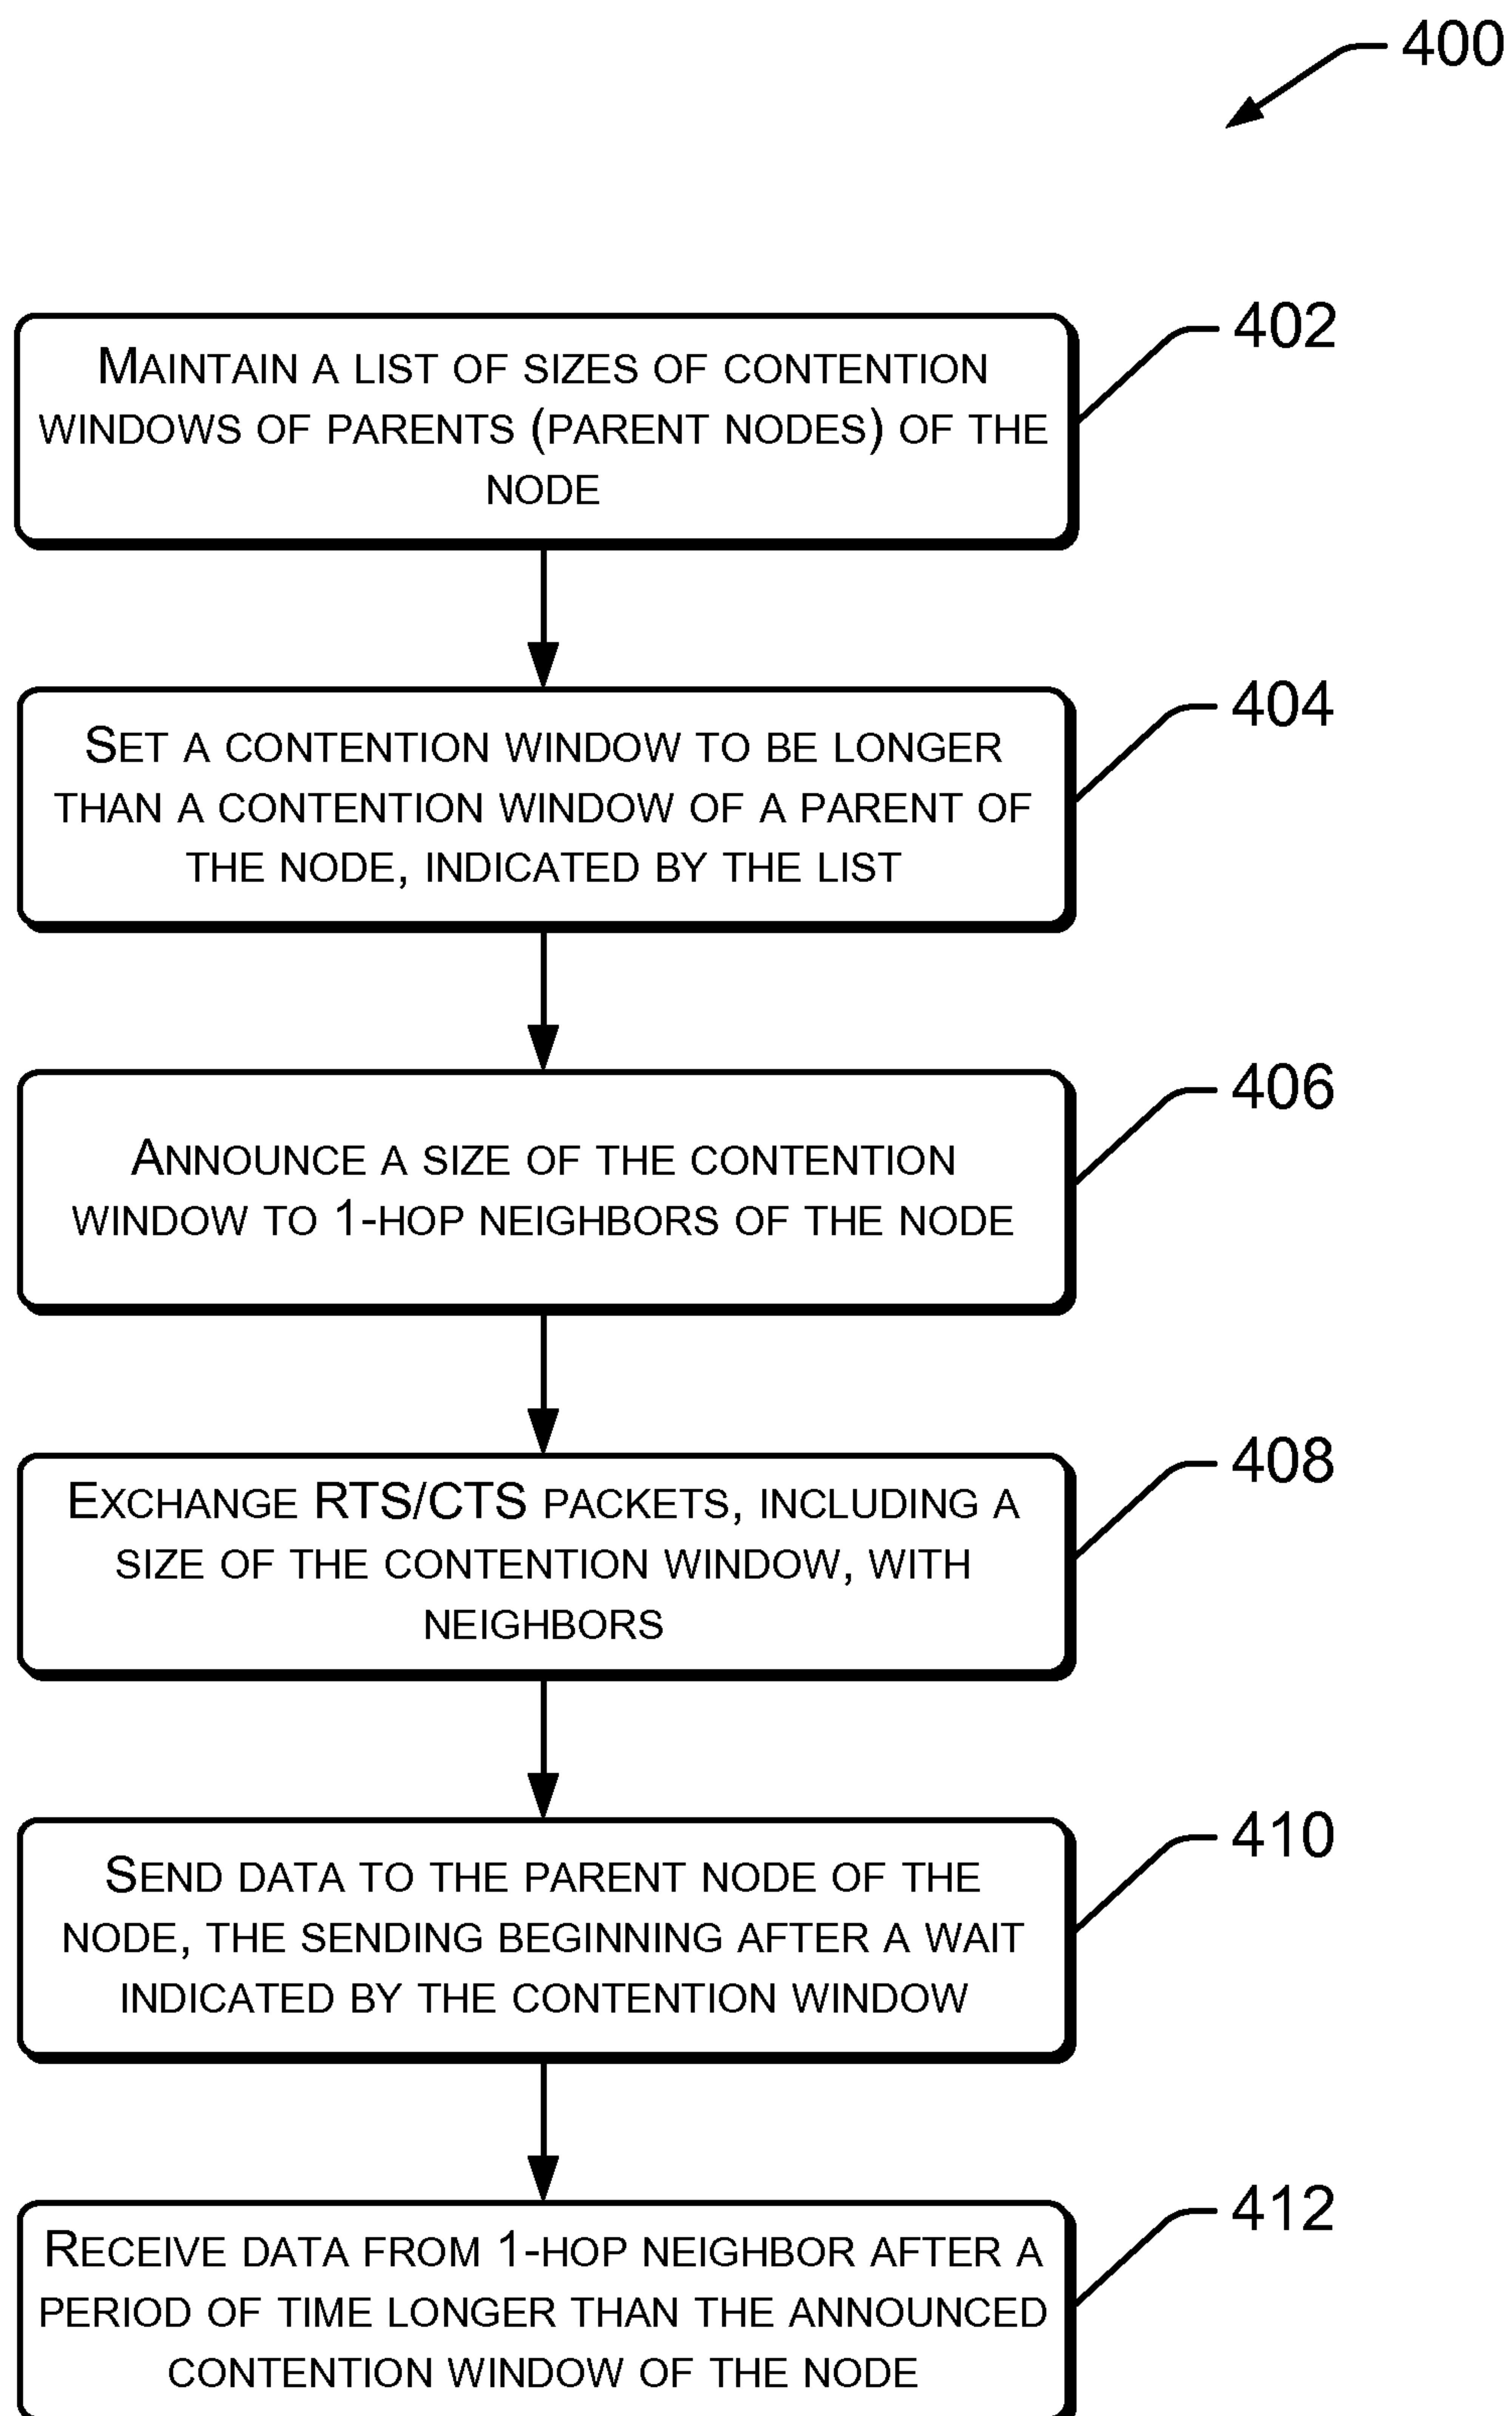 400
402
MAINTAIN A LIST OF SIZES OF CONTENTION
WINDOWS OF PARENTS (PARENT NODES) OF THE
NODE
404
SET A CONTENTION WINDOW TO BE LONGER
THAN A CONTENTION WINDOW OF A PARENT OF
THE NODE, INDICATED BY THE LIST
406
ANNOUNCE A SIZE OF THE CONTENTION
WINDOW TO 1-HOP NEIGHBORS OF THE NODE
408
EXCHANGE RTS/CTS PACKETS, INCLUDING A
SIZE OF THE CONTENTION WINDOW, WITH
NEIGHBORS
410
SEND DATA TO THE PARENT NODE OF THE
NODE, THE SENDING BEGINNING AFTER A WAIT
INDICATED BY THE CONTENTION WINDOW
412
RECEIVE DATA FROM 1-HOP NEIGHBOR AFTER A
PERIOD OF TIME LONGER THAN THE ANNOUNCED
CONTENTION WINDOW OF THE NODE